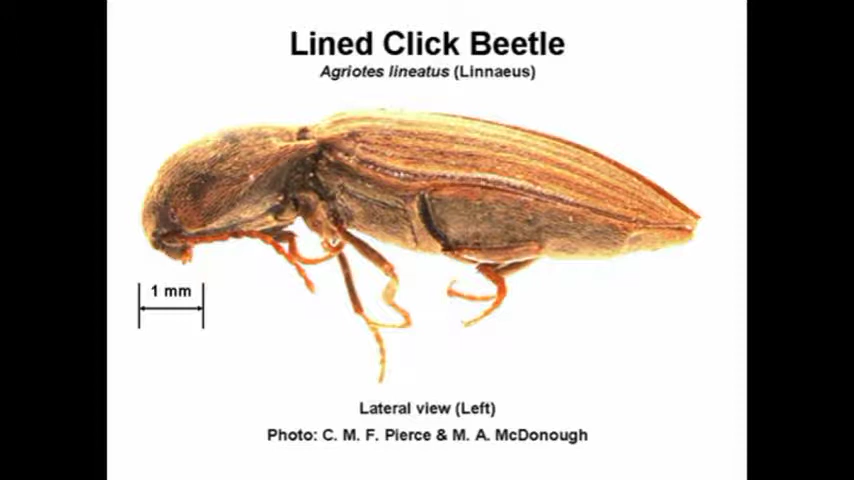 Lined Click Beetle
Agriotes lineatus (Linnaeus)
1 mm
Lateral view (Left)
Photo: C. M. F. Pierce & M. A. McDonough